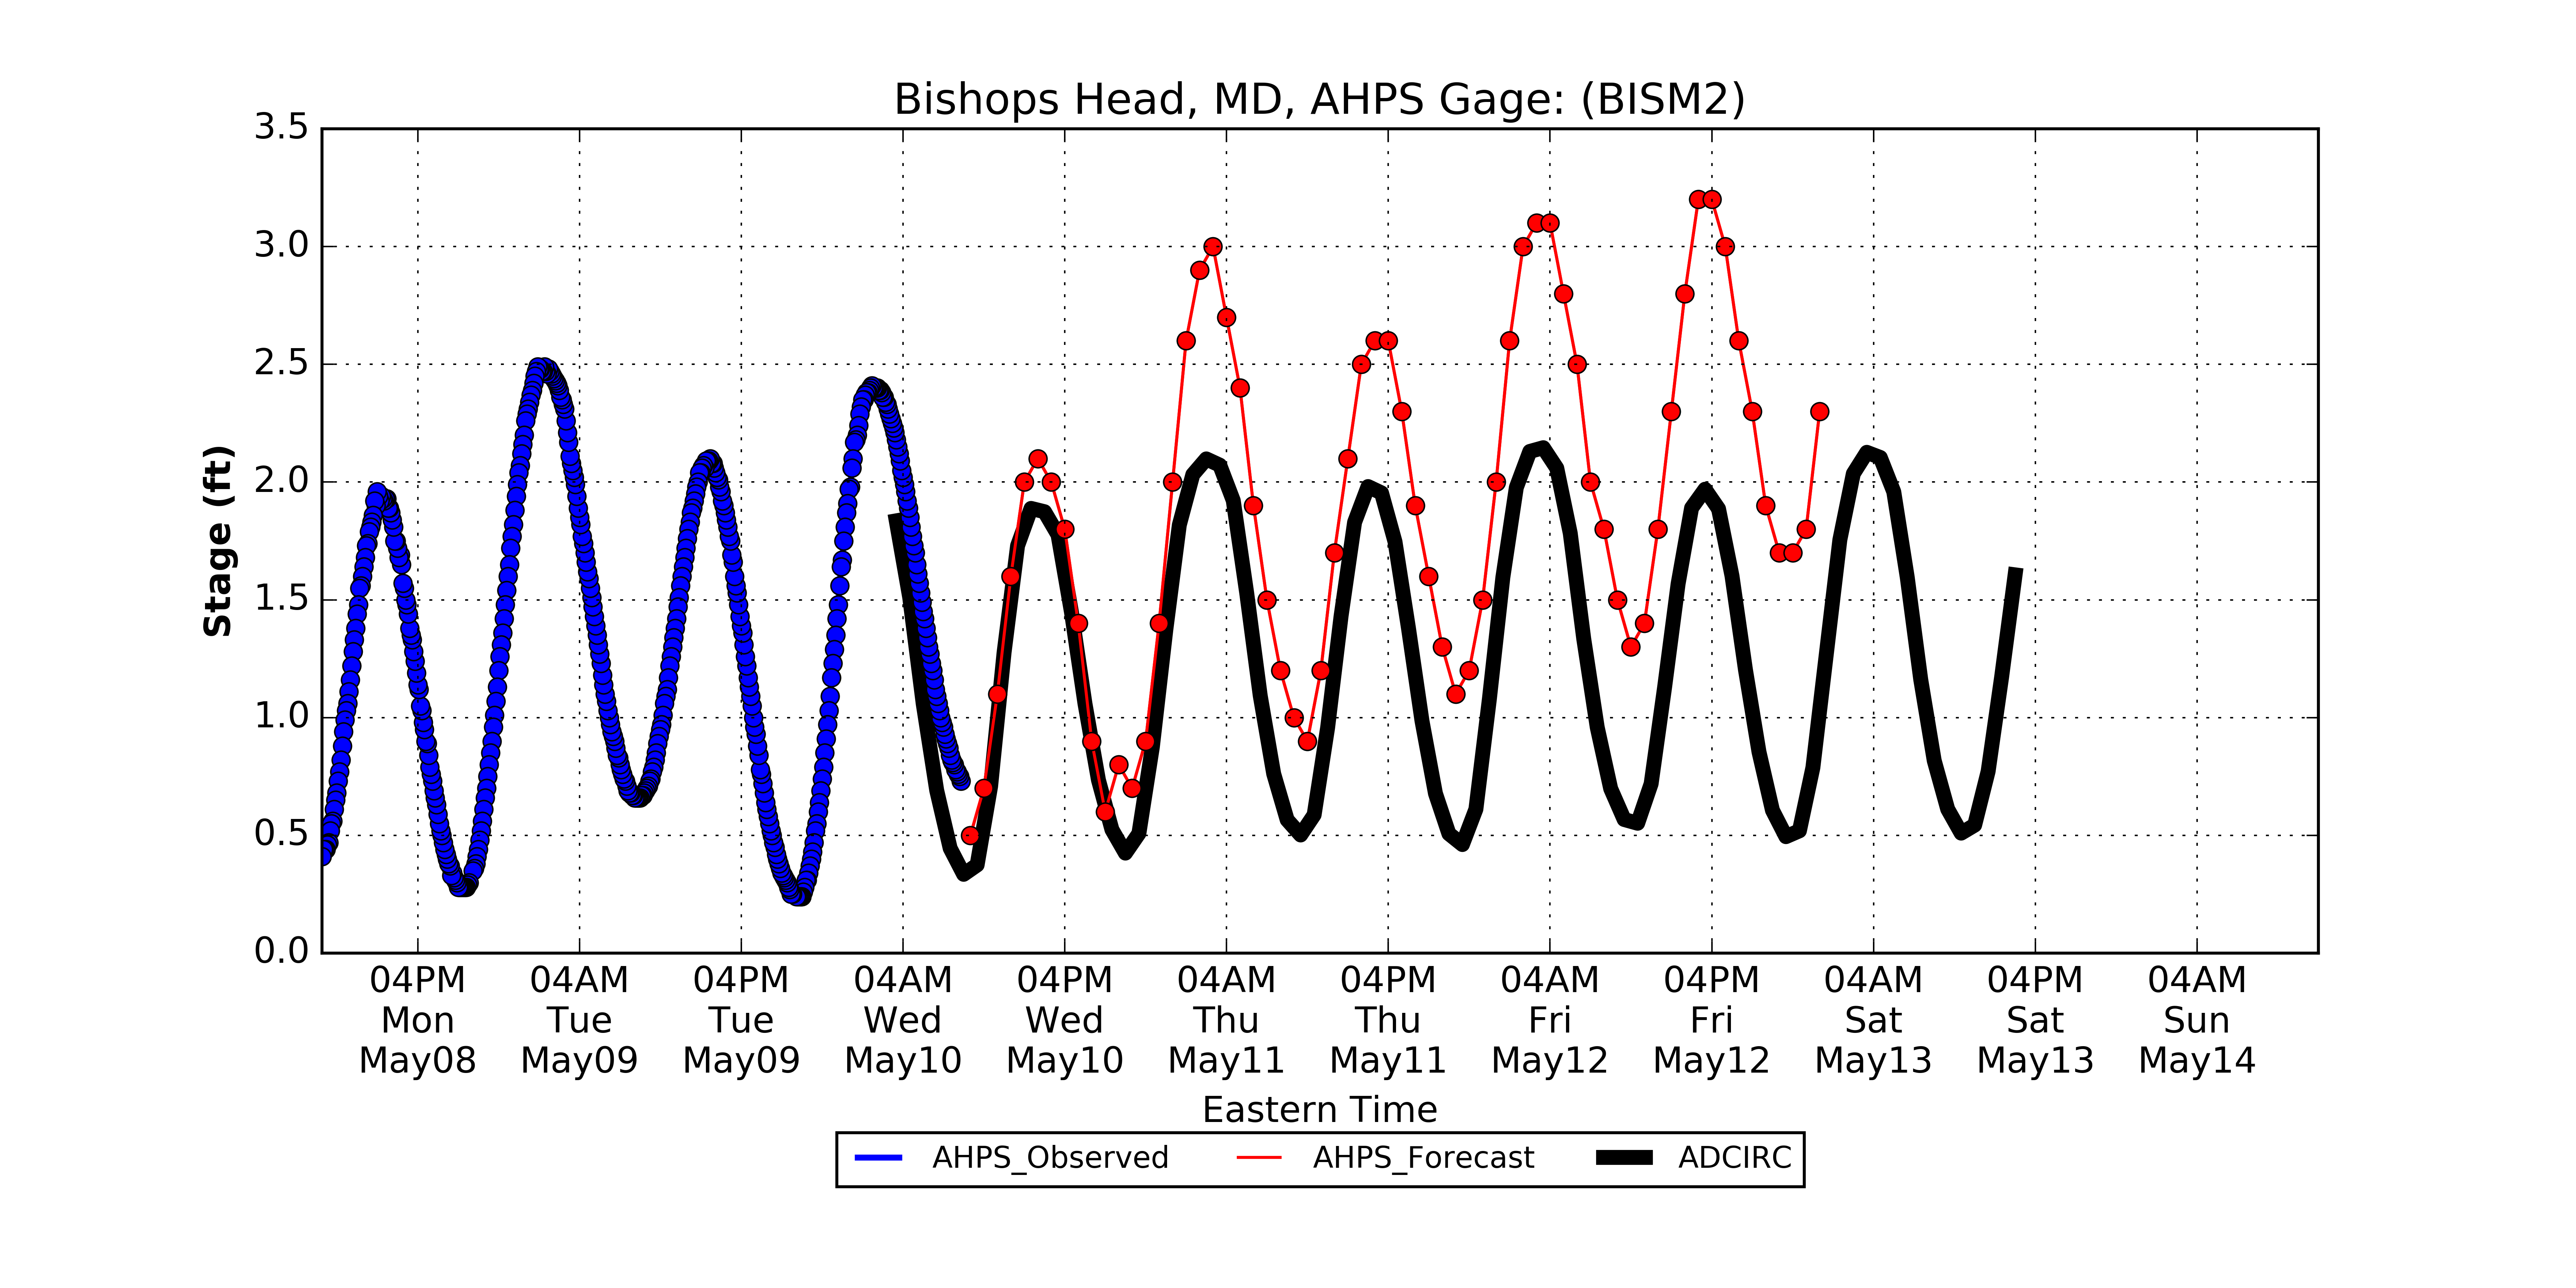 Bishops Head, MD, AHPS Gage: (BISM2)
3.5
3.0
2.5
2.0
1.5
1.0
0.5
0.0
Stage (ft)
04PM 04AM 04PM 04AM 04PM 04AM 04PM 04AM 04PM 04AM 04PM 04AM
Mon Tue Tue Wed Wed Thu Thu Fri Fri Sat Sat Sun
May08 May09 May09 May10 May10 May11 May11 May12 May12 May13 May13 May14
Eastern Time
AHPS_Observed AHPS_Forecast ADCIRC